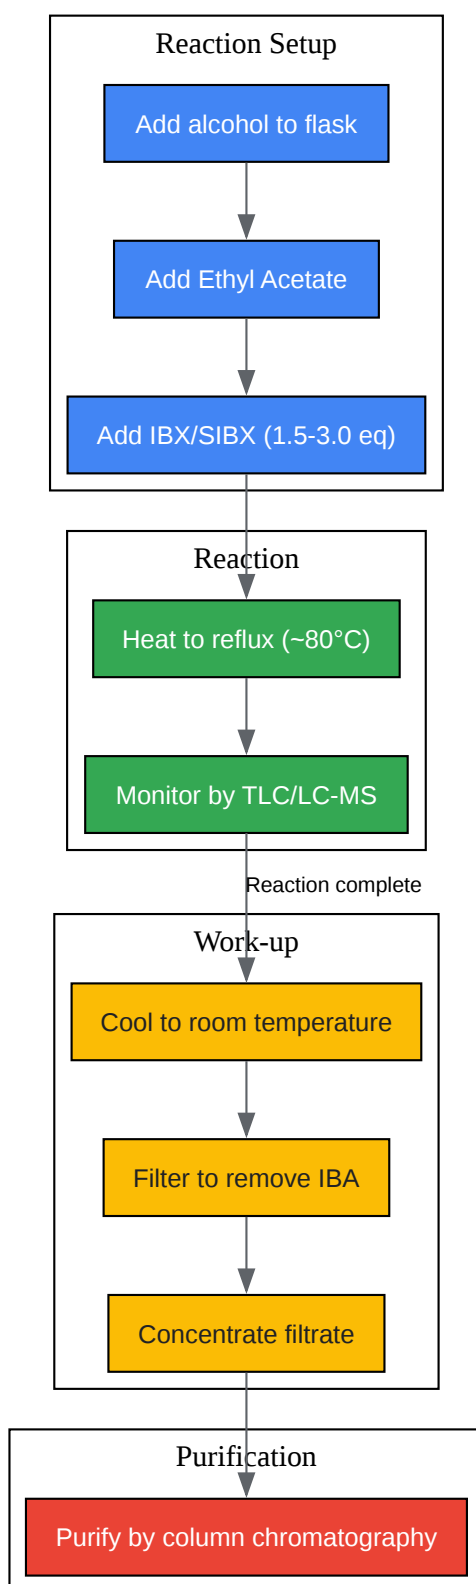 Reaction Setup
Add alcohol to flask
Add Ethyl Acetate
Add IBX/SIBX (1.5-3.0 eq)
Reaction
Heat to reflux (~80°C)
Monitor by TLC/LC-MS
Reaction complete
Work-up
Cool to room temperature
Filter to remove IBA
Concentrate filtrate
Purification
Purify by column chromatography